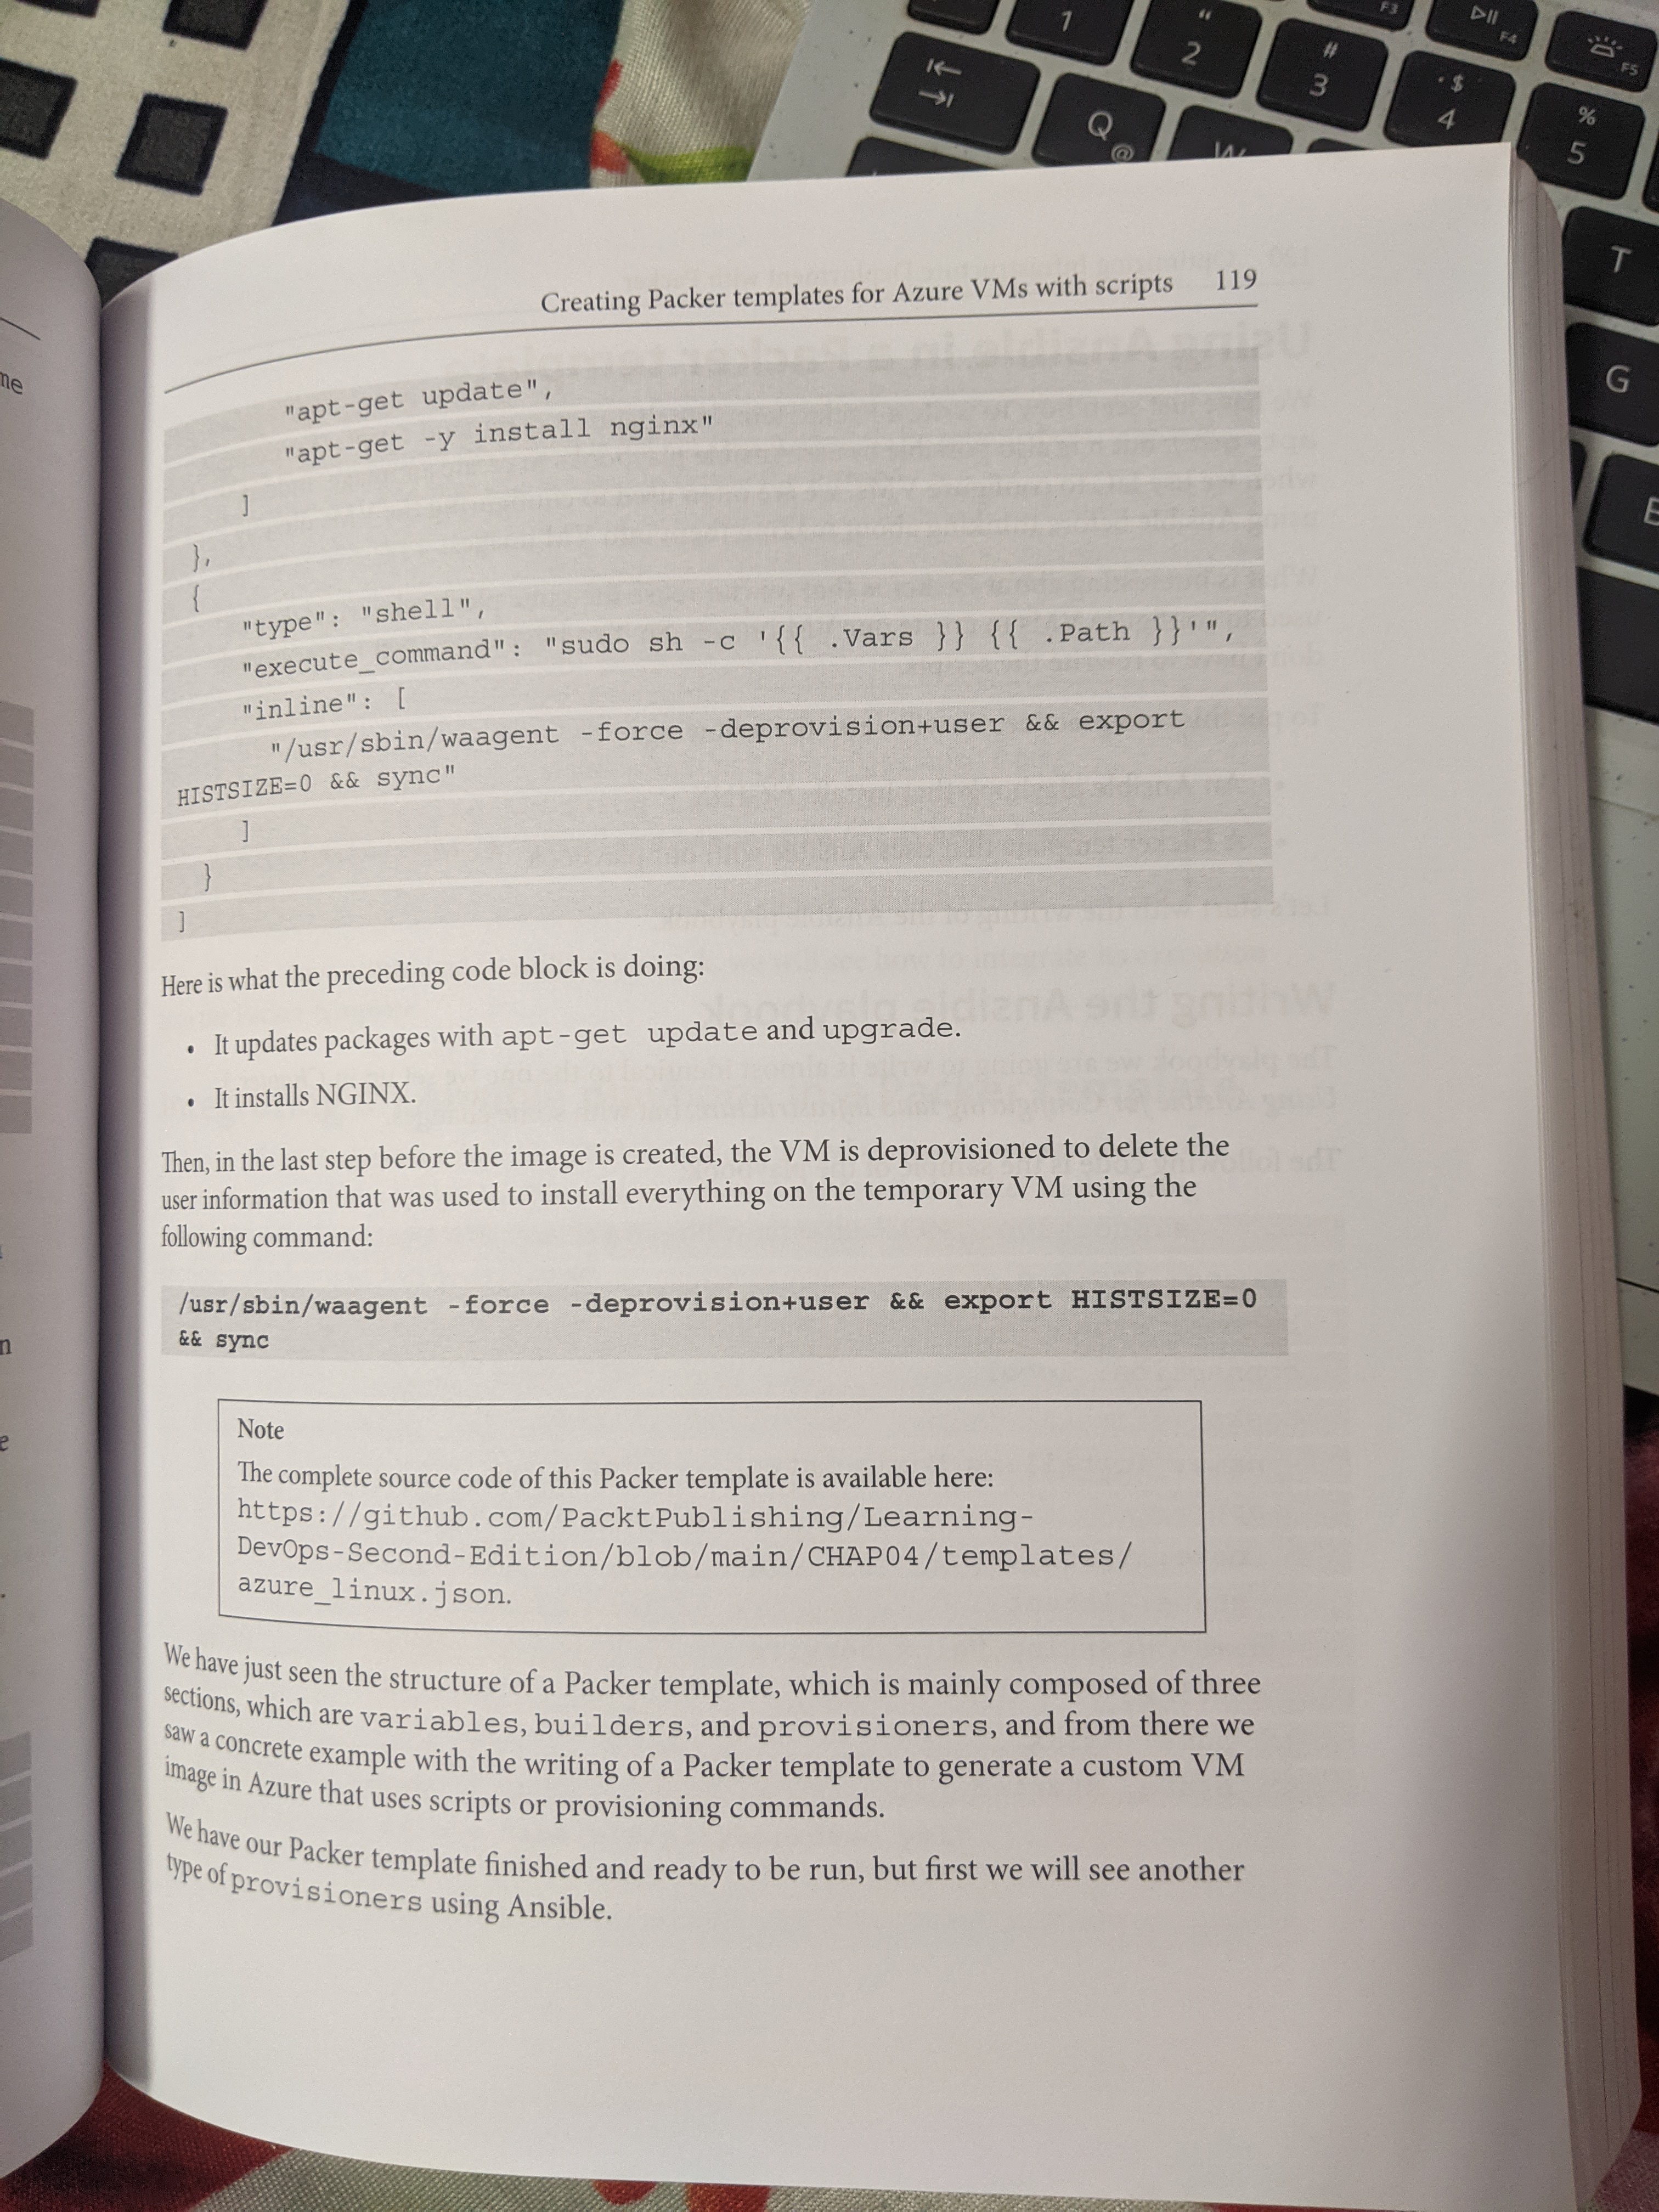 1
"
2
#
3
F3
$
4
F4
F5
%
5
Q
@
W
T
G
me
n
e
Creating Packer templates for Azure VMs with scripts 119
"apt-get update",
"apt-get -y install nginx"
]
},
{
"type": "shell",
"execute_command": "sudo sh -c '{{ .Vars }} {{ .Path }}'",
"inline": [
"/usr/sbin/waagent -force -deprovision+user && export
HISTSIZE=0 && sync"
]
}
]
Here is what the preceding code block is doing:
• It updates packages with apt-get update and upgrade.
• It installs NGINX.
Then, in the last step before the image is created, the VM is deprovisioned to delete the
user information that was used to install everything on the temporary VM using the
following command:
/usr/sbin/waagent -force -deprovision+user && export HISTSIZE=0
&& sync
Note
The complete source code of this Packer template is available here:
https://github.com/PacktPublishing/Learning-
DevOps-Second-Edition/blob/main/CHAP04/templates/
azure_linux.json.
We have just seen the structure of a Packer template, which is mainly composed of three
sections, which are variables, builders, and provisioners, and from there we
saw a concrete example with the writing of a Packer template to generate a custom VM
image in Azure that uses scripts or provisioning commands.
We have our Packer template finished and ready to be run, but first we will see another
type of provisioners using Ansible.